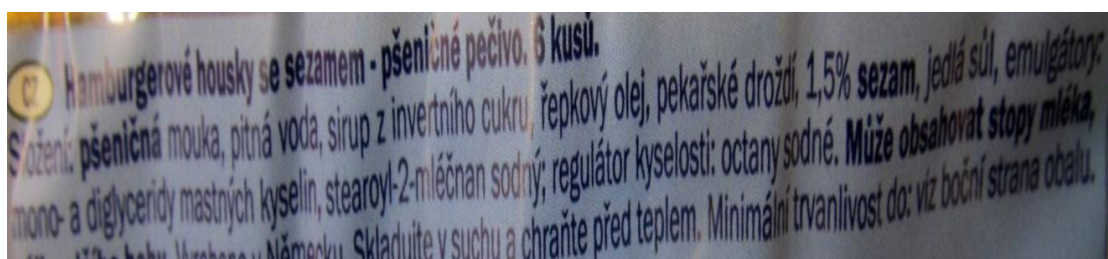 CZ Hamburgerové housky se sezamem - pšeničné pečivo. 6 kusů.
Složení: pšeničná mouka, pitná voda, sirup z invertního cukru, řepkový olej, pekařské droždí, 1,5% sezam, jedlá sůl, emulgátory:
mono- a diglyceridy mastných kyselin, stearoyl-2-mléčnan sodný; regulátor kyselosti: octany sodné. Může obsahovat stopy mléka,
Vyrobeno v Německu. Skladujte v suchu a chraňte před teplem. Minimální trvanlivost do: viz boční strana obalu.